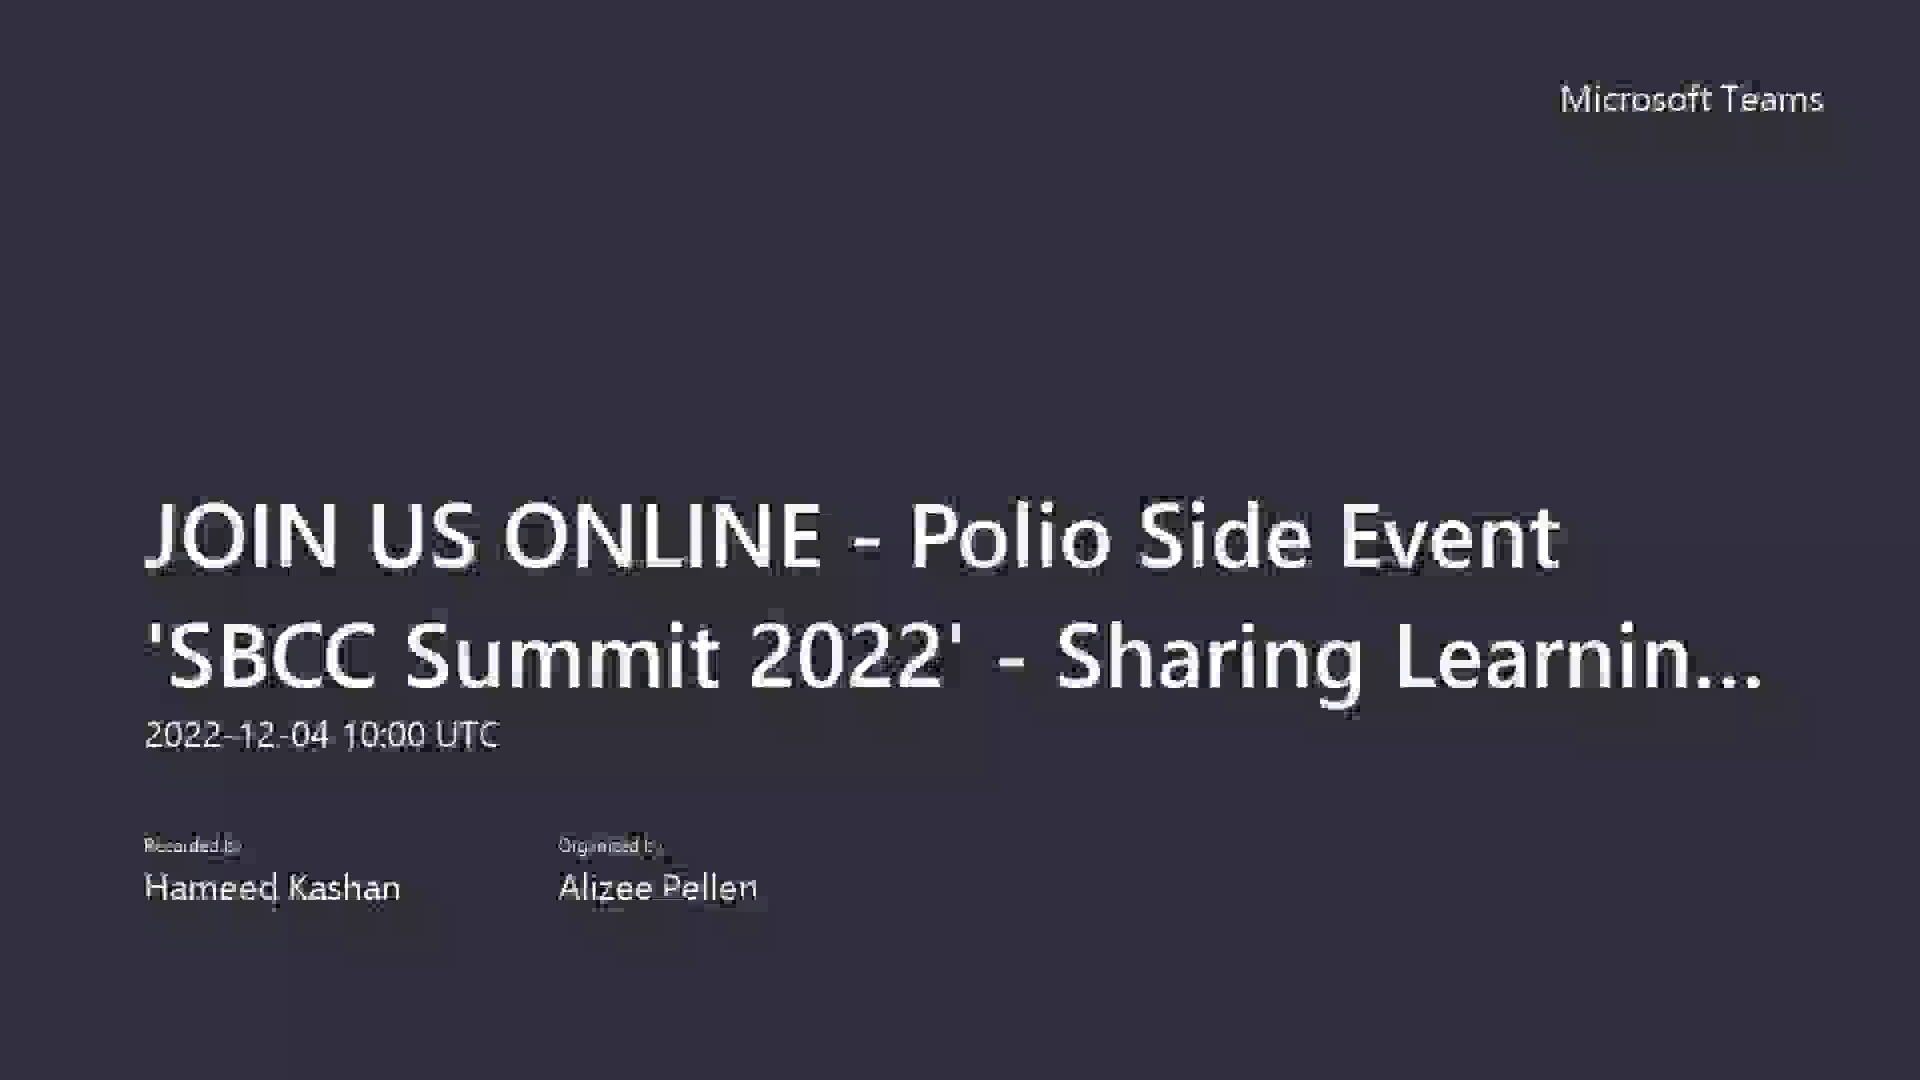 Microsoft Teams
JOIN US ONLINE - Polio Side Event
'SBCC Summit 2022' - Sharing Learnin...
2022-12-04 10:00 UTC
Recorded by
Organized by
Hameed Kashan
Alizee Pellen